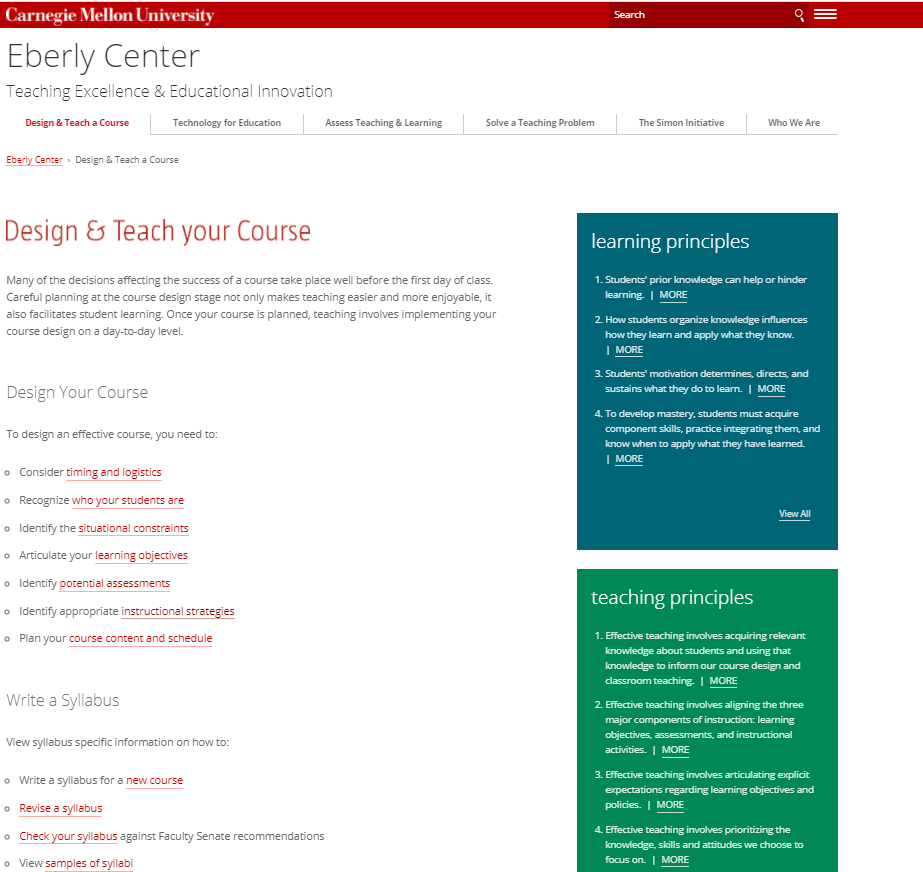 Carnegie Mellon University
Search
Eberly Center
Teaching Excellence & Educational Innovation
Design & Teach a Course
Technology for Education
Assess Teaching & Learning
Solve a Teaching Problem
The Simon Initiative
Who We Are
Eberly Center › Design & Teach a Course
Design & Teach your Course
Many of the decisions affecting the success of a course take place well before the first day of class.
Careful planning at the course design stage not only makes teaching easier and more enjoyable, it
also facilitates student learning. Once your course is planned, teaching involves implementing your
course design on a day-to-day level.
Design Your Course
To design an effective course, you need to:
Consider timing and logistics
Recognize who your students are
Identify the situational constraints
Articulate your learning objectives
Identify potential assessments
Identify appropriate instructional strategies
Plan your course content and schedule
Write a Syllabus
View syllabus specific information on how to:
Write a syllabus for a new course
Revise a syllabus
Check your syllabus against Faculty Senate recommendations
View samples of syllabi
learning principles
1. Students' prior knowledge can help or hinder
learning. | MORE
2. How students organize knowledge influences
how they learn and apply what they know.
| MORE
3. Students' motivation determines, directs, and
sustains what they do to learn. | MORE
4. To develop mastery, students must acquire
component skills, practice integrating them, and
know when to apply what they have learned.
| MORE
View All
teaching principles
1. Effective teaching involves acquiring relevant
knowledge about students and using that
knowledge to inform our course design and
classroom teaching. | MORE
2. Effective teaching involves aligning the three
major components of instruction: learning
objectives, assessments, and instructional
activities. | MORE
3. Effective teaching involves articulating explicit
expectations regarding learning objectives and
policies. | MORE
4. Effective teaching involves prioritizing the
knowledge, skills and attitudes we choose to
focus on. | MORE